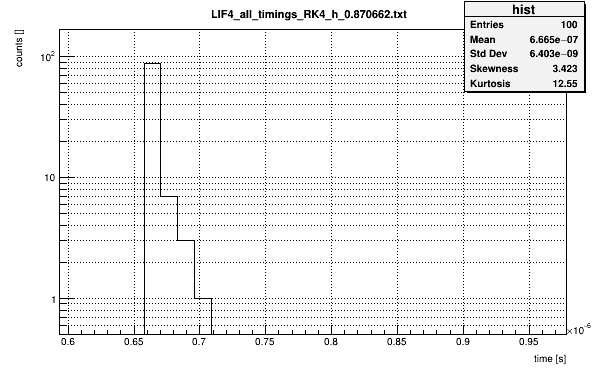 LIF4_all_timings_RK4_h_0.870662.txt
hist
Entries 100
Mean 6.665e−07
Std Dev 6.403e−09
Skewness 3.423
Kurtosis 12.55
counts []
10²
10
1
0.6 0.65 0.7 0.75 0.8 0.85 0.9 0.95
×10⁻⁶
time [s]